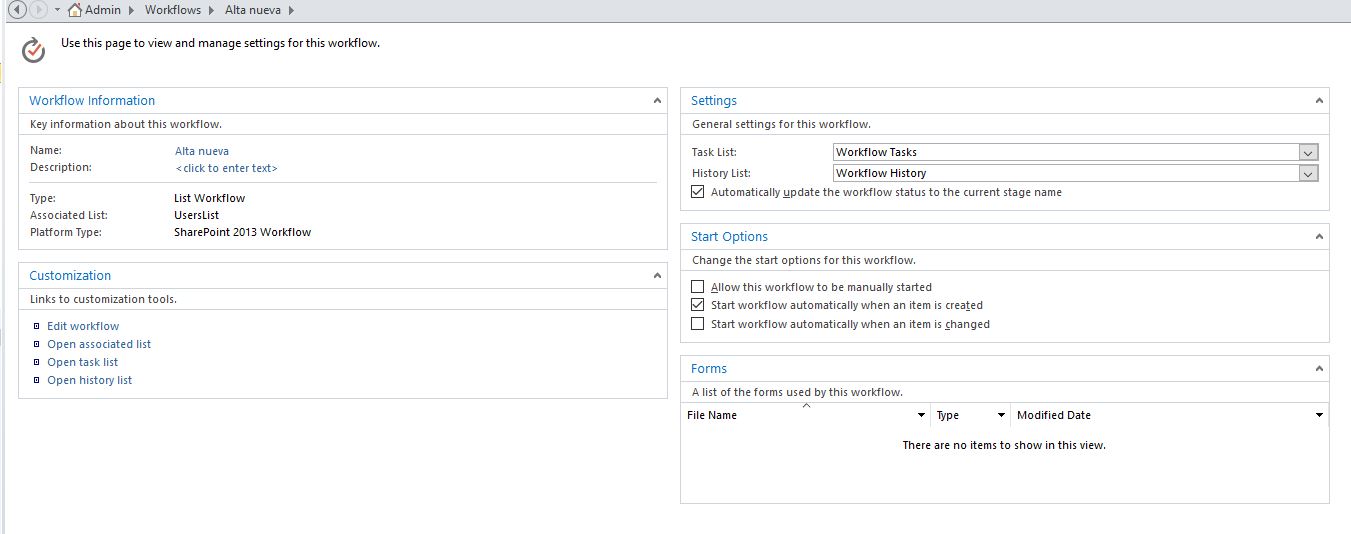 Admin Workflows Alta nueva
Use this page to view and manage settings for this workflow.
Workflow Information
Key information about this workflow.
Name: Alta nueva
Description: <click to enter text>
Type: List Workflow
Associated List: UsersList
Platform Type: SharePoint 2013 Workflow
Customization
Links to customization tools.
Edit workflow
Open associated list
Open task list
Open history list
Settings
General settings for this workflow.
Task List: Workflow Tasks
History List: Workflow History
Automatically update the workflow status to the current stage name
Start Options
Change the start options for this workflow.
Allow this workflow to be manually started
Start workflow automatically when an item is created
Start workflow automatically when an item is changed
Forms
A list of the forms used by this workflow.
File Name Type Modified Date
There are no items to show in this view.